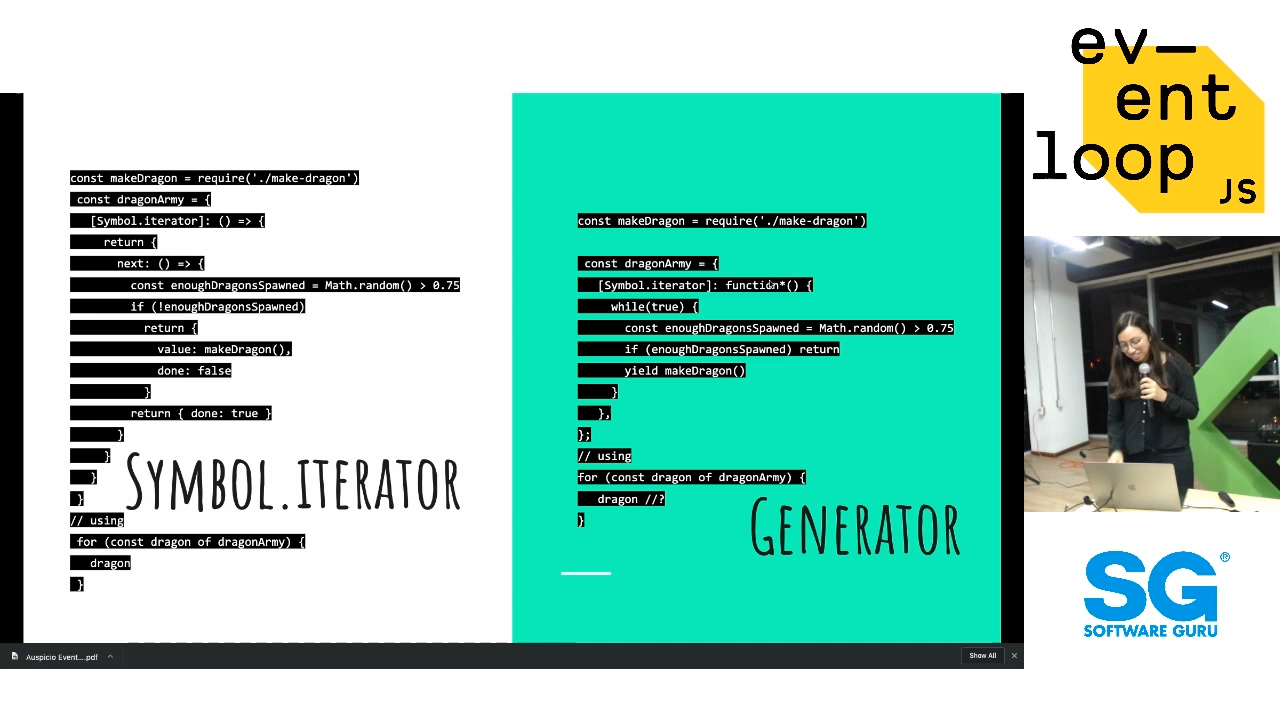 const makeDragon = require('./make-dragon')
const dragonArmy = {
[Symbol.iterator]: () => {
return {
next: () => {
const enoughDragonsSpawned = Math.random() > 0.75
if (!enoughDragonsSpawned)
return {
value: makeDragon(),
done: false
}
return { done: true }
}
}
}
}
// using
for (const dragon of dragonArmy) {
dragon
}
Symbol.iterator
const makeDragon = require('./make-dragon')
const dragonArmy = {
[Symbol.iterator]: function*() {
while(true) {
const enoughDragonsSpawned = Math.random() > 0.75
if (enoughDragonsSpawned) return
yield makeDragon()
}
},
};
// using
for (const dragon of dragonArmy) {
dragon //?
}
Generator
Auspicio Event....pdf
Show All
ev—
ent
loop
JS
SG®
SOFTWARE GURU